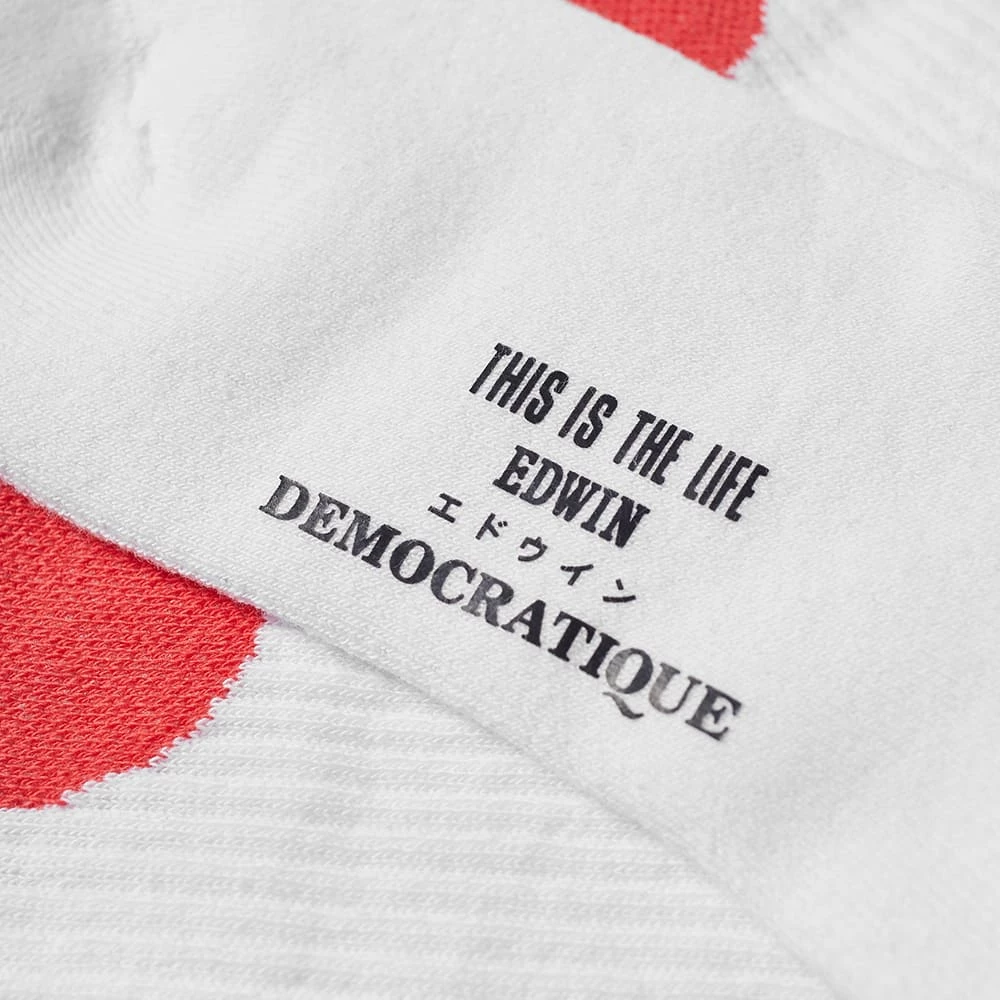 THIS IS THE LIFE
EDWIN
エドウイン
DEMOCRATIQUE